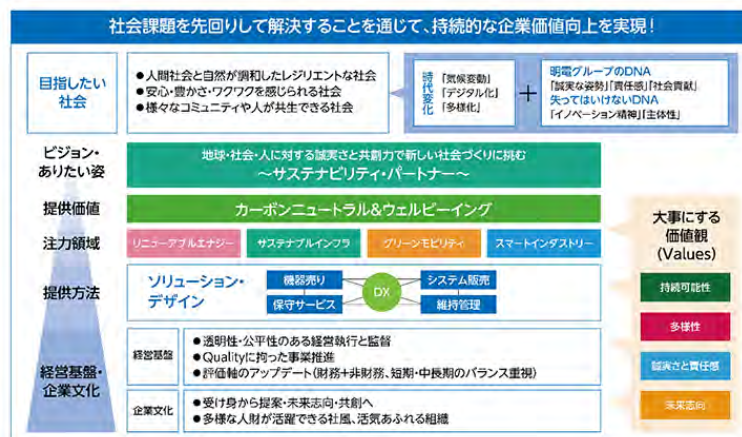 社会課題を先回りして解決することを通じて、持続的な企業価値向上を実現！
目指したい
社会
●人間社会と自然が調和したレジリエントな社会
●安心・豊かさ・ワクワクを感じられる社会
●様々なコミュニティや人が共生できる社会
時代変化
「気候変動」
「デジタル化」
「多様化」
＋
明電グループのDNA
「誠実な姿勢」「責任感」「社会貢献」
失ってはいけないDNA
「イノベーション精神」「主体性」
ビジョン・
ありたい姿
地球・社会・人に対する誠実さと共創力で新しい社会づくりに挑む
～サステナビリティ・パートナー～
提供価値
カーボンニュートラル&ウェルビーイング
注力領域
リニューアブルエナジー
サステナブルインフラ
グリーンモビリティ
スマートインダストリー
提供方法
ソリューション・
デザイン
機器売り
システム販売
DX
保守サービス
維持管理
経営基盤・
企業文化
経営基盤
●透明性・公平性のある経営執行と監督
●Qualityに拘った事業推進
●評価軸のアップデート（財務+非財務、短期・中長期のバランス重視）
企業文化
●受け身から提案・未来志向・共創へ
●多様な人財が活躍できる社風、活気あふれる組織
大事にする
価値観
(Values)
持続可能性
多様性
誠実さと責任感
未来志向